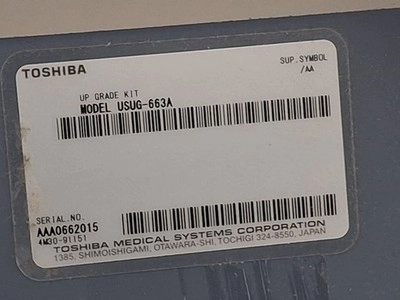 TOSHIBA
SUP.SYMBOL
/AA
UP GRADE KIT
MODEL USUG-663A
SERIAL.NO.
AAA0662015
4M30-91151
TOSHIBA MEDICAL SYSTEMS CORPORATION
1385, SHIMOISHIGAMI, OTAWARA-SHI, TOCHIGI 324-8550, JAPAN